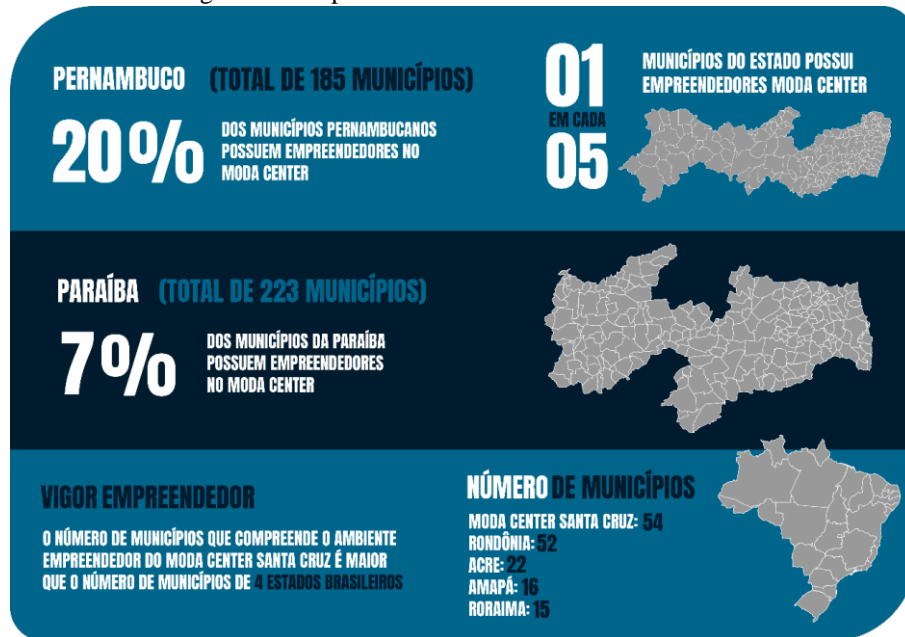 PERNAMBUCO (TOTAL DE 185 MUNICÍPIOS)
20%
DOS MUNICÍPIOS PERNAMBUCANOS
POSSUEM EMPREENDEDORES NO
MODA CENTER
01
EM CADA
05
MUNICÍPIOS DO ESTADO POSSUI
EMPREENDEDORES MODA CENTER
PARAÍBA (TOTAL DE 223 MUNICÍPIOS)
7%
DOS MUNICÍPIOS DA PARAÍBA
POSSUEM EMPREENDEDORES
NO MODA CENTER
VIGOR EMPREENDEDOR
O NÚMERO DE MUNICÍPIOS QUE COMPREENDE O AMBIENTE
EMPREENDEDOR DO MODA CENTER SANTA CRUZ É MAIOR
QUE O NÚMERO DE MUNICÍPIOS DE 4 ESTADOS BRASILEIROS
NÚMERO DE MUNICÍPIOS
MODA CENTER SANTA CRUZ: 54
RONDÔNIA: 52
ACRE: 22
AMAPÁ: 16
RORAIMA: 15